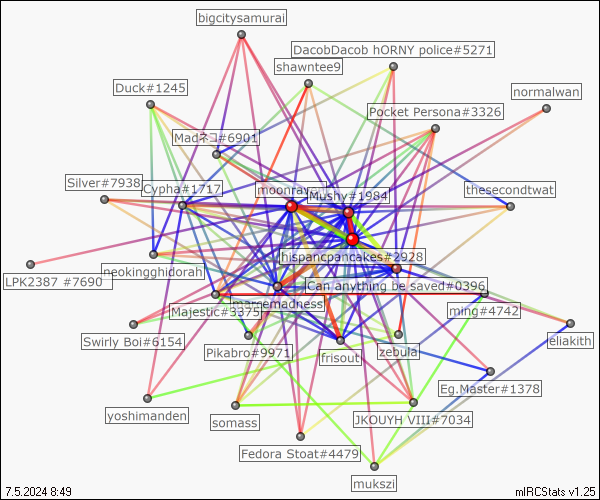 bigcitysamurai
DacobDacob hORNY police#5271
shawntee9
Duck#1245
normalwan
Pocket Persona#3326
Madネコ#6901
Silver#7938
Cypha#1717
moonray
Mushy#1984
thesecondtwat
hispancpancakes#2928
LPK2387 #7690
neokingghidorah
Can anything be saved#0396
Majestic#3375
ming#4742
Swirly Boi#6154
Pikabro#9971
frisout
zebula
eliakith
Eg.Master#1378
yoshimanden
somass
JKOUYH VIII#7034
Fedora Stoat#4479
mukszi
7.5.2024 8:49
mIRCStats v1.25